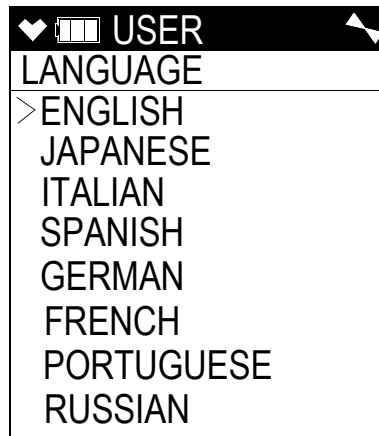 USER
LANGUAGE
>ENGLISH
JAPANESE
ITALIAN
SPANISH
GERMAN
FRENCH
PORTUGUESE
RUSSIAN